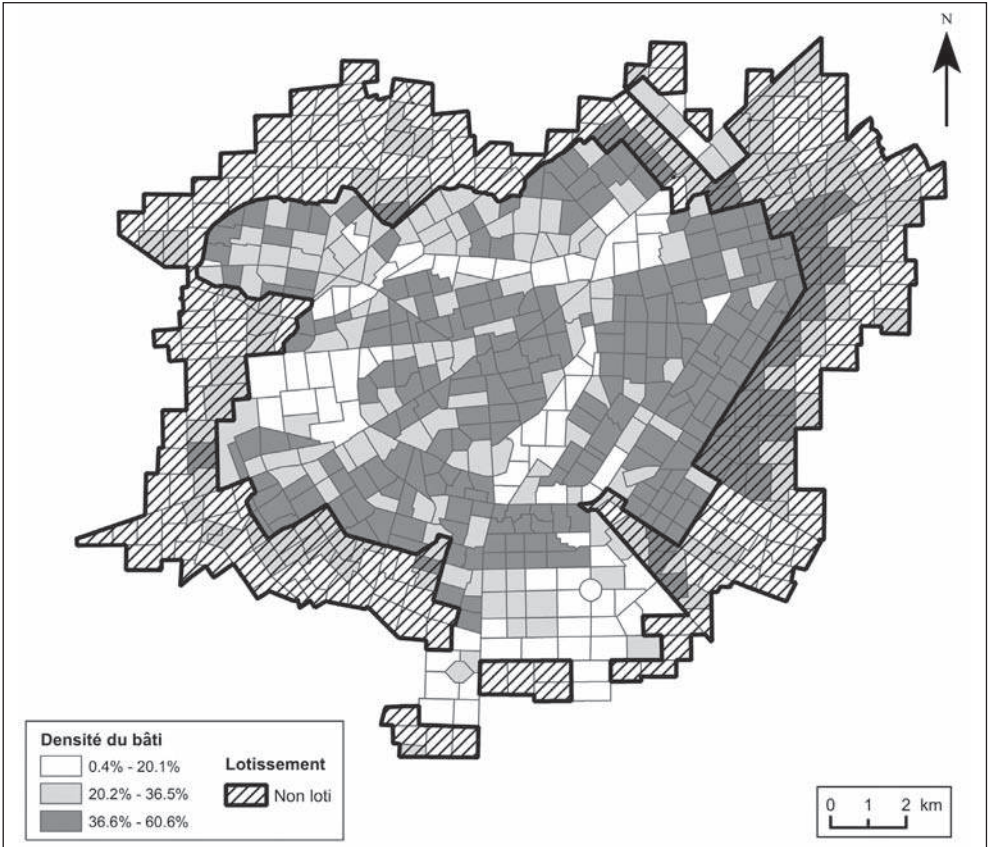 N
Densité du bâti
0.4% - 20.1%
20.2% - 36.5%
36.6% - 60.6%
Lotissement
Non loti
0 1 2 km